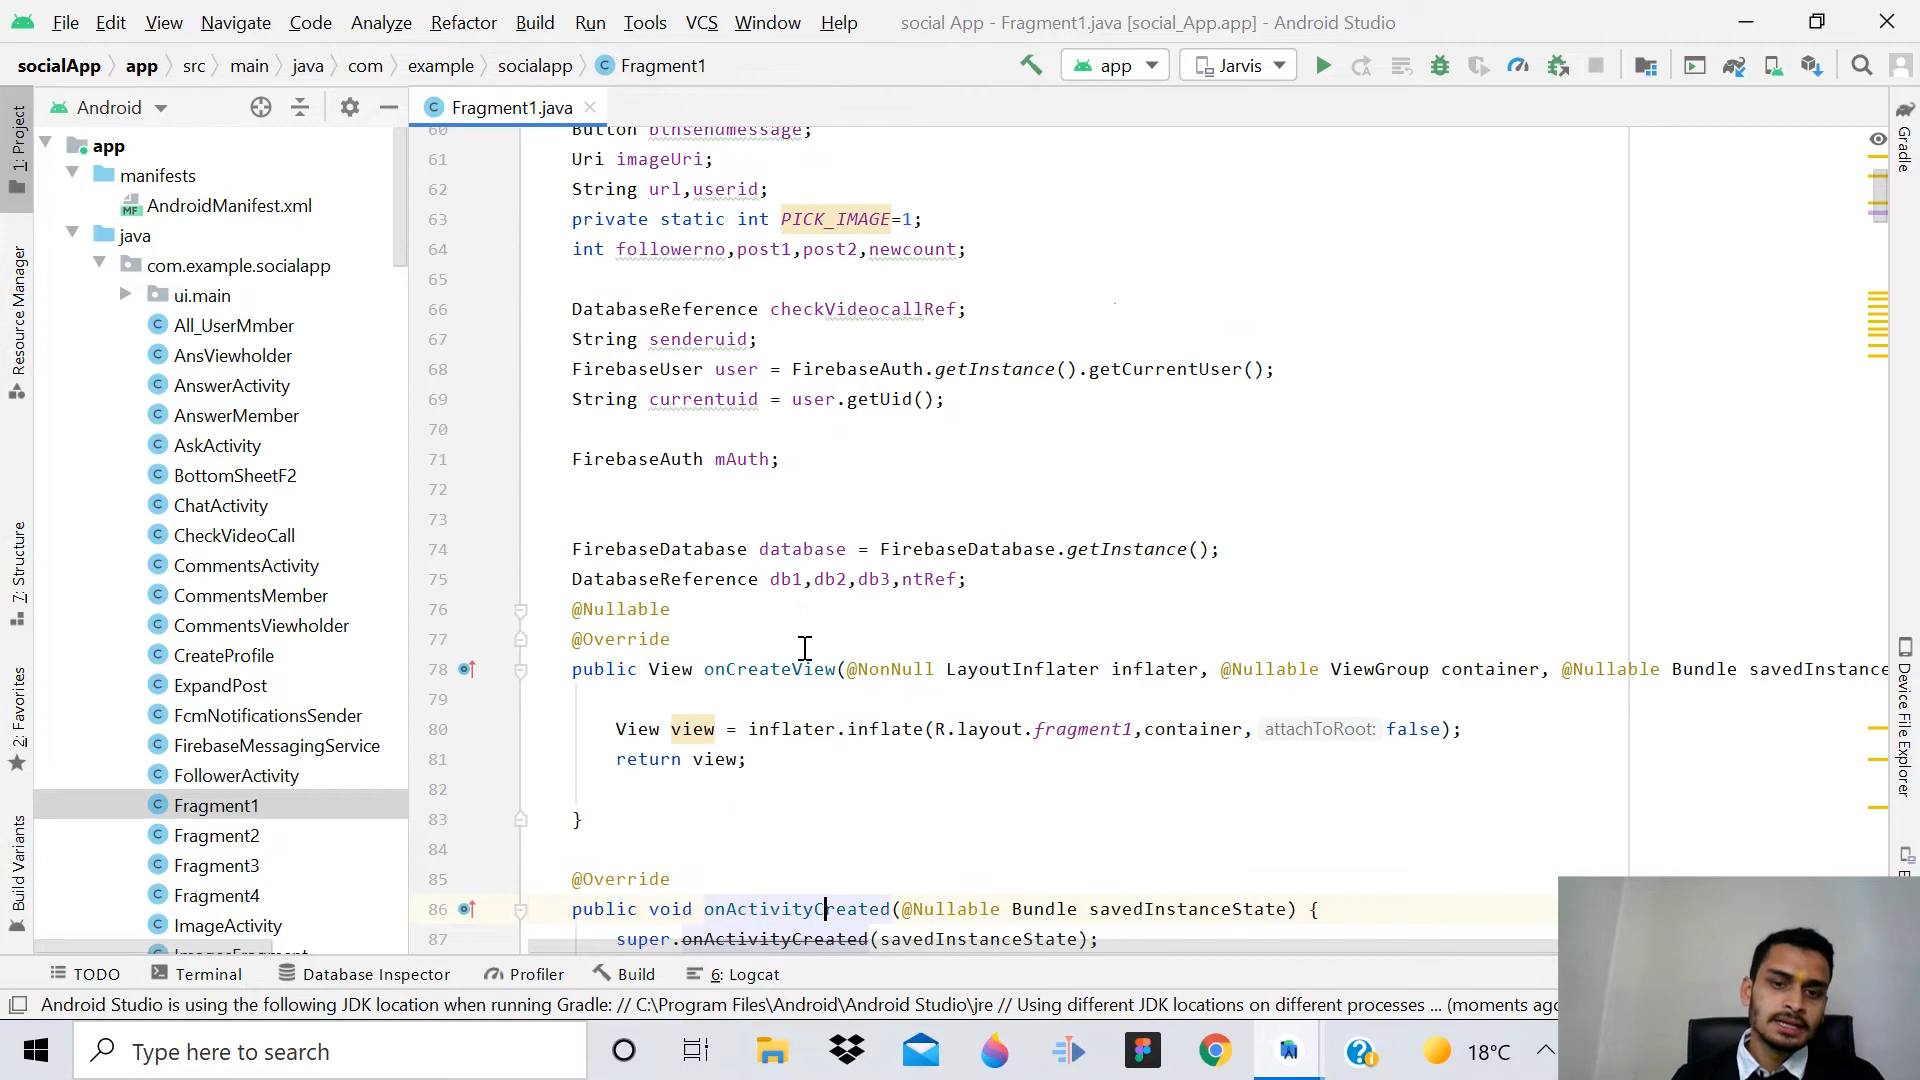 File Edit View Navigate Code Analyze Refactor Build Run Tools VCS Window Help social App - Fragment1.java [social_App.app] - Android Studio
socialApp app src main java com example socialapp Fragment1 app Jarvis
Android Fragment1.java
1: Project
Resource Manager
7: Structure
2: Favorites
Build Variants
app
manifests
AndroidManifest.xml
java
com.example.socialapp
ui.main
All_UserMmber
AnsViewholder
AnswerActivity
AnswerMember
AskActivity
BottomSheetF2
ChatActivity
CheckVideoCall
CommentsActivity
CommentsMember
CommentsViewholder
CreateProfile
ExpandPost
FcmNotificationsSender
FirebaseMessagingService
FollowerActivity
Fragment1
Fragment2
Fragment3
Fragment4
ImageActivity
ImagesFragment
60 Button btnsendmessage;
61 Uri imageUri;
62 String url,userid;
63 private static int PICK_IMAGE=1;
64 int followerno,post1,post2,newcount;
65
66 DatabaseReference checkVideocallRef;
67 String senderuid;
68 FirebaseUser user = FirebaseAuth.getInstance().getCurrentUser();
69 String currentuid = user.getUid();
70
71 FirebaseAuth mAuth;
72
73
74 FirebaseDatabase database = FirebaseDatabase.getInstance();
75 DatabaseReference db1,db2,db3,ntRef;
76 @Nullable
77 @Override
78 public View onCreateView(@NonNull LayoutInflater inflater, @Nullable ViewGroup container, @Nullable Bundle savedInstance
79
80 View view = inflater.inflate(R.layout.fragment1,container, attachToRoot: false);
81 return view;
82
83 }
84
85 @Override
86 public void onActivityCreated(@Nullable Bundle savedInstanceState) {
87 super.onActivityCreated(savedInstanceState);
Gradle
Device File Explorer
TODO Terminal Database Inspector Profiler Build 6: Logcat
Android Studio is using the following JDK location when running Gradle: // C:\Program Files\Android\Android Studio\jre // Using different JDK locations on different processes ... (moments ago
Type here to search 18°C